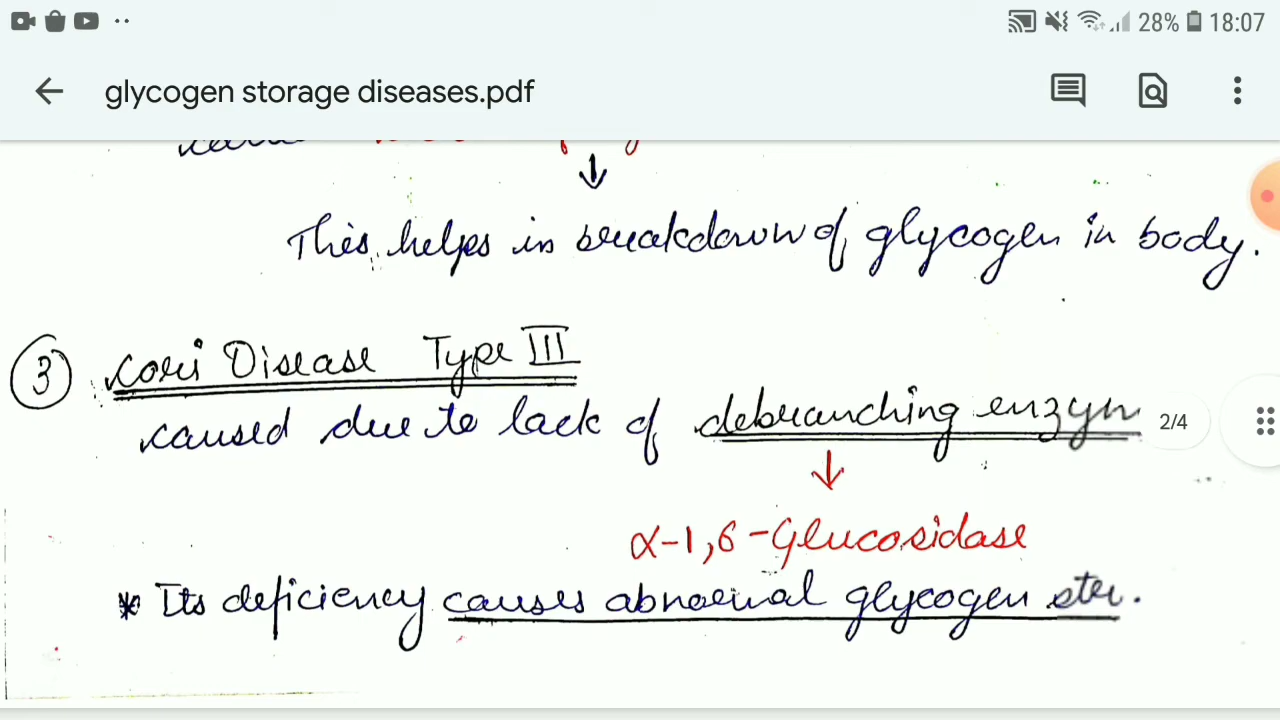 28% 18:07
glycogen storage diseases.pdf
This helps in breakdown of glycogen in body.
3 Cori Disease Type III
caused due to lack of debranching enzym
2/4
α-1,6-Glucosidase
* Its deficiency causes abnormal glycogen str.